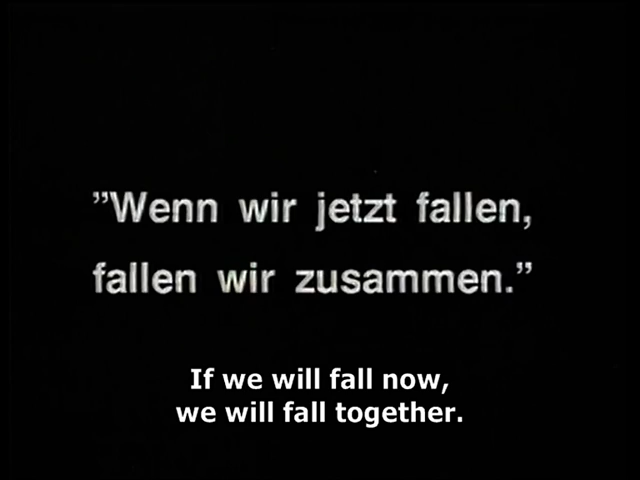 ”Wenn wir jetzt fallen,
fallen wir zusammen.”
If we will fall now,
we will fall together.